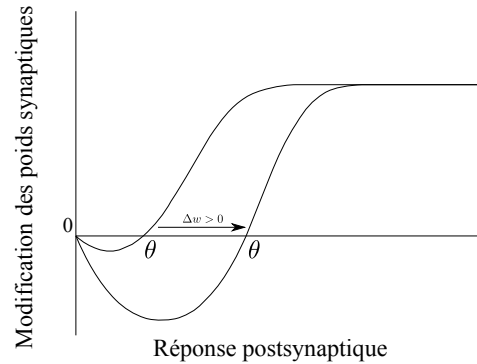 Modification des poids synaptiques
0
Δw > 0
θ
θ
Réponse postsynaptique